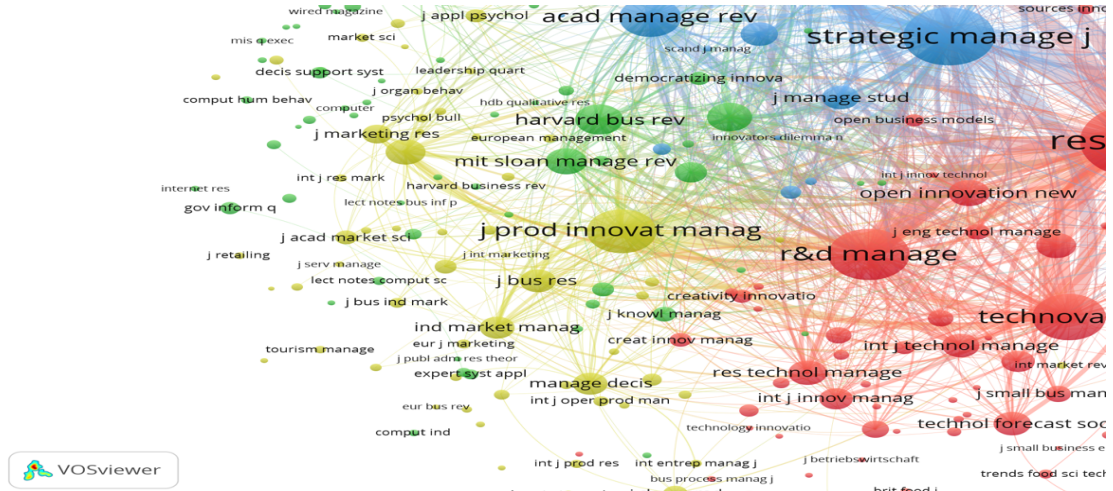 wired magazine
j appl psychol
acad manage rev
sources inno
mis q exec
market sci
scand j manag
strategic manage j
decis support syst
leadership quart
democratizing innova
comput hum behav
j organ behav
hdb qualitative res
j manage stud
computer
psychol bull
harvard bus rev
open business models
j marketing res
european management
innovators dilemma n
res
mit sloan manage rev
int j res mark
harvard business rev
int j innov technol
internet res
open innovation new
gov inform q
lect notes bus inf p
j acad market sci
j prod innovat manag
j eng technol manage
j retailing
j int marketing
r&d manage
j serv manage
lect notes comput sc
j bus res
creativity innovatio
j bus ind mark
j knowl manag
technova
ind market manag
creat innov manag
int j technol manage
eur j marketing
tourism manage
j publ adm res theor
int market rev
expert syst appl
res technol manage
manage decis
int j oper prod man
int j innov manag
j small bus man
eur bus rev
technology innovatio
technol forecast soc
comput ind
j small business e
int j prod res
int entrep manag j
j betriebswirtschaft
bus process manag j
trends food sci tech
brit food j
VOSviewer